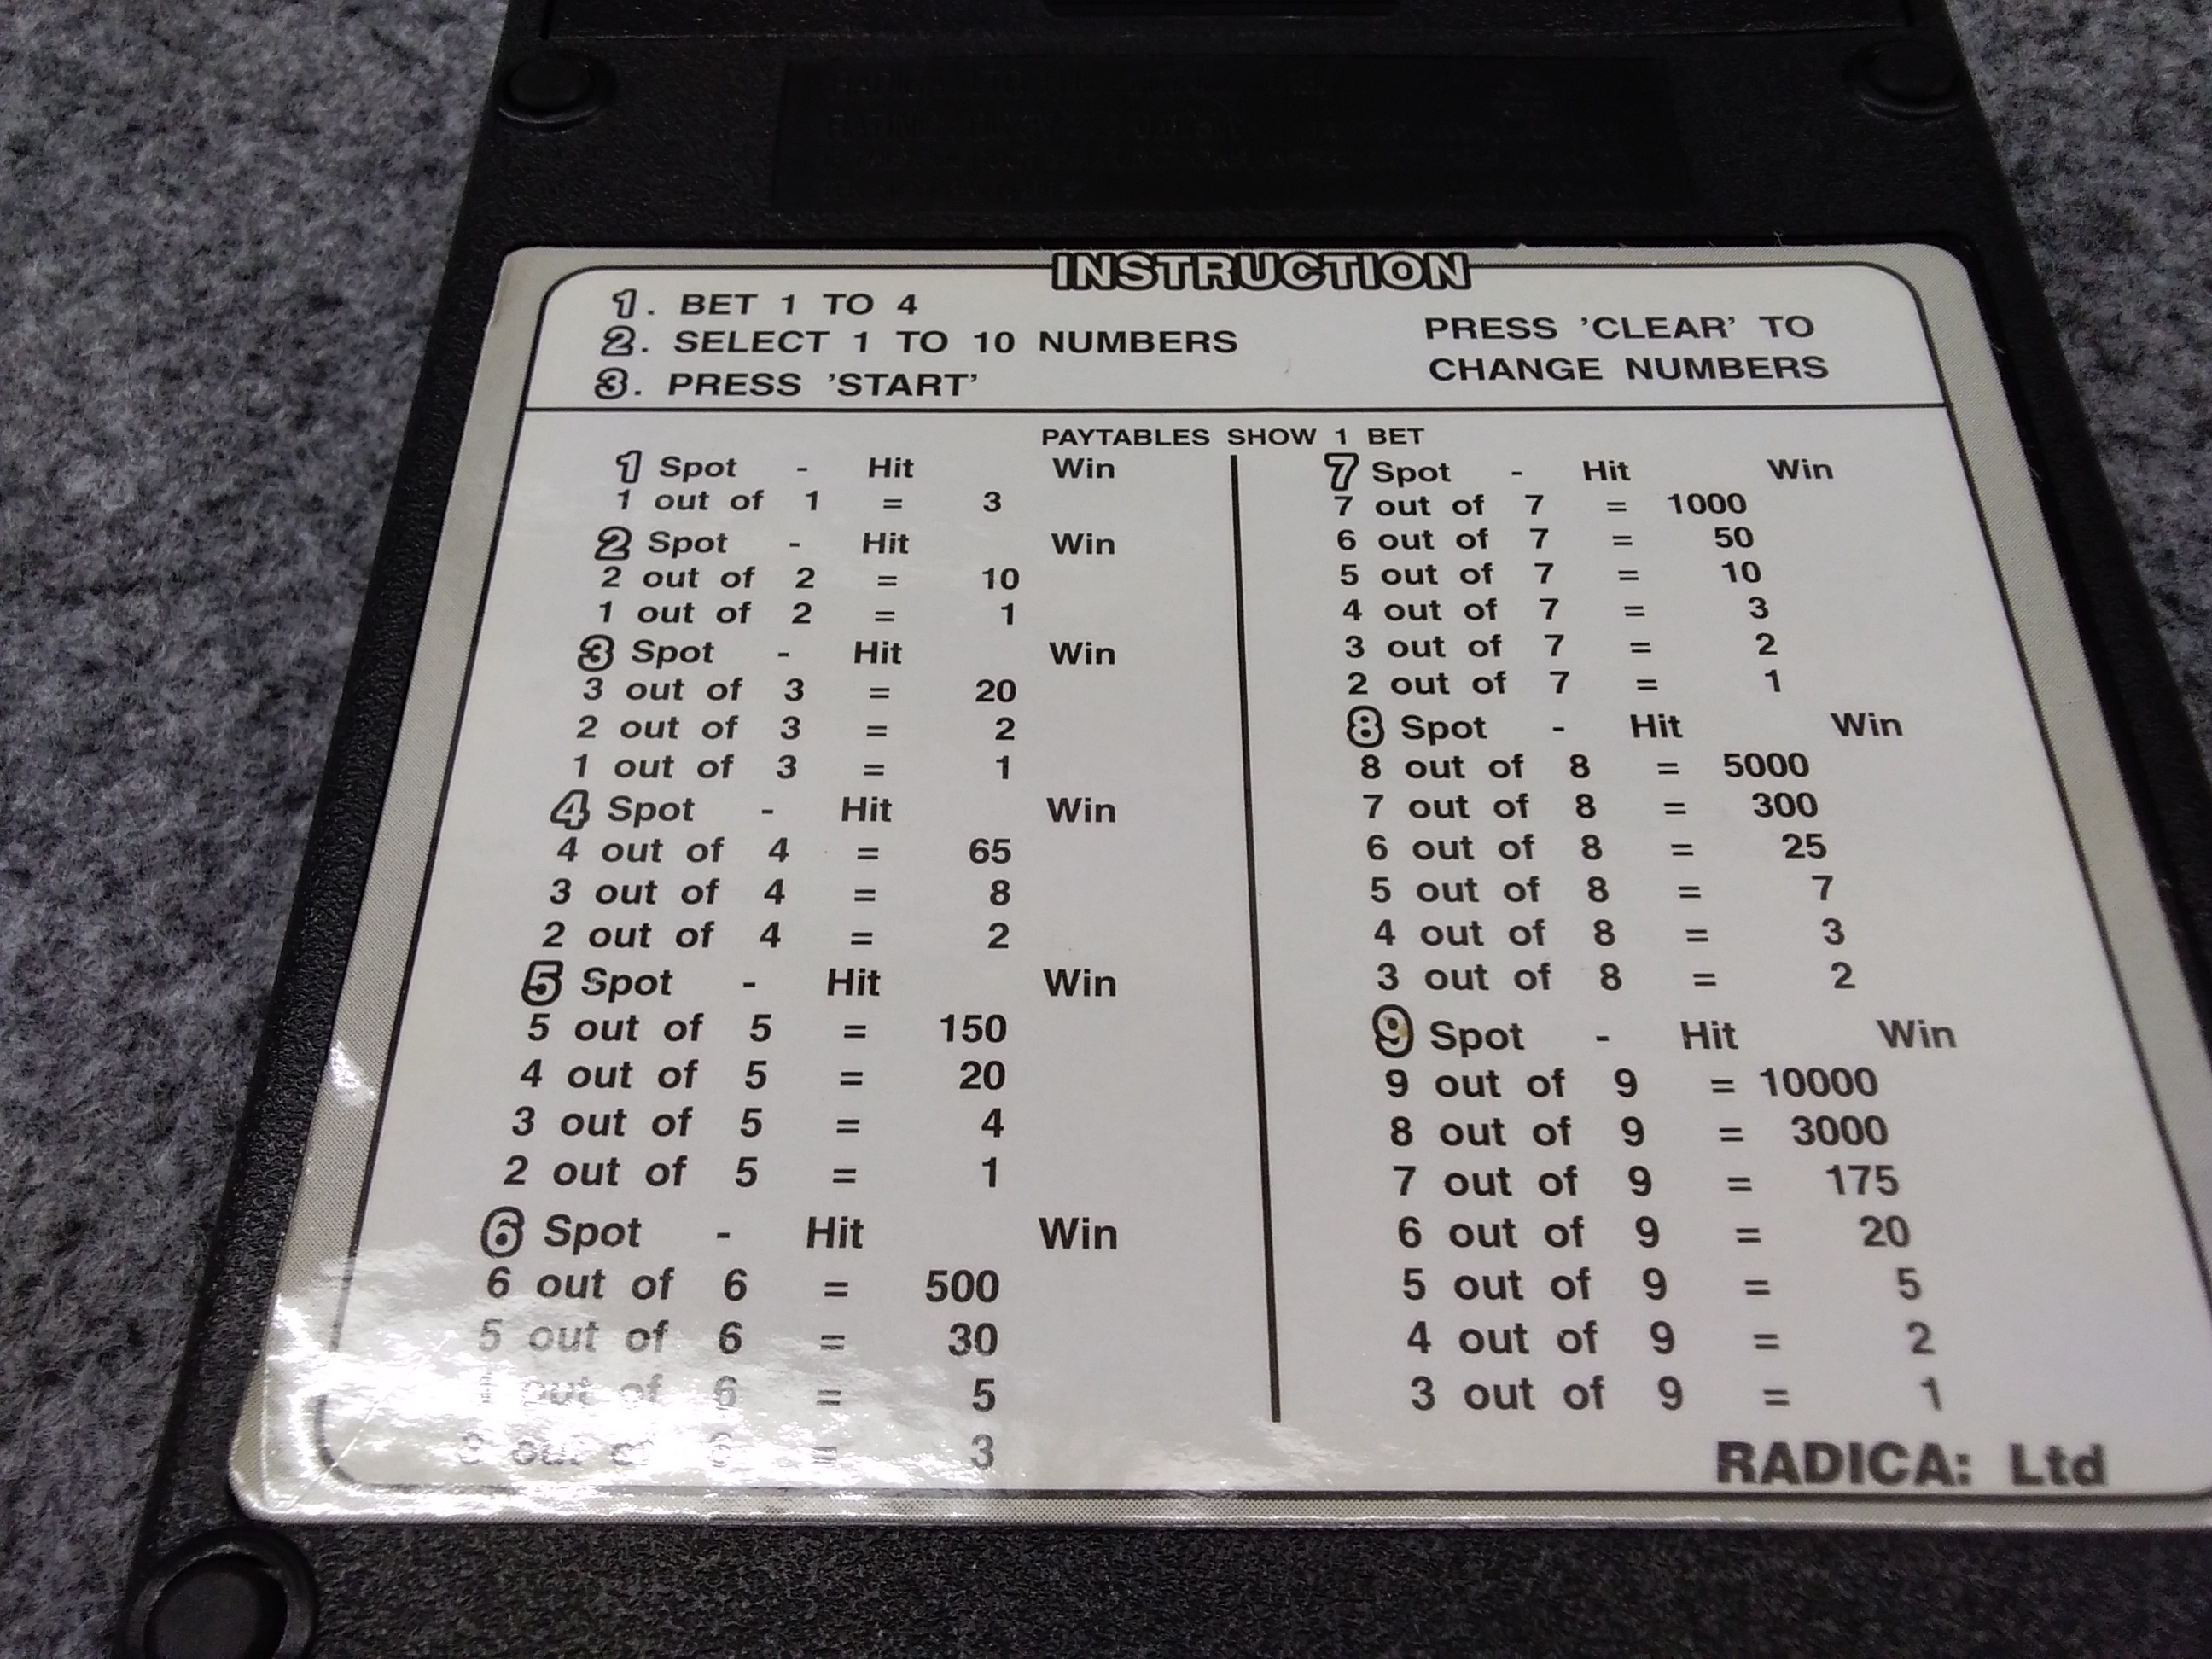 INSTRUCTION
1. BET 1 TO 4
2. SELECT 1 TO 10 NUMBERS
3. PRESS 'START'
PRESS 'CLEAR' TO
CHANGE NUMBERS
PAYTABLES SHOW 1 BET
1 Spot - Hit Win
1 out of 1 = 3
2 Spot - Hit Win
2 out of 2 = 10
1 out of 2 = 1
3 Spot - Hit Win
3 out of 3 = 20
2 out of 3 = 2
1 out of 3 = 1
4 Spot - Hit Win
4 out of 4 = 65
3 out of 4 = 8
2 out of 4 = 2
5 Spot - Hit Win
5 out of 5 = 150
4 out of 5 = 20
3 out of 5 = 4
2 out of 5 = 1
6 Spot - Hit Win
6 out of 6 = 500
5 out of 6 = 30
out of 6 = 5
out of 6 = 3
7 Spot - Hit Win
7 out of 7 = 1000
6 out of 7 = 50
5 out of 7 = 10
4 out of 7 = 3
3 out of 7 = 2
2 out of 7 = 1
8 Spot - Hit Win
8 out of 8 = 5000
7 out of 8 = 300
6 out of 8 = 25
5 out of 8 = 7
4 out of 8 = 3
3 out of 8 = 2
9 Spot - Hit Win
9 out of 9 = 10000
8 out of 9 = 3000
7 out of 9 = 175
6 out of 9 = 20
5 out of 9 = 5
4 out of 9 = 2
3 out of 9 = 1
RADICA: Ltd